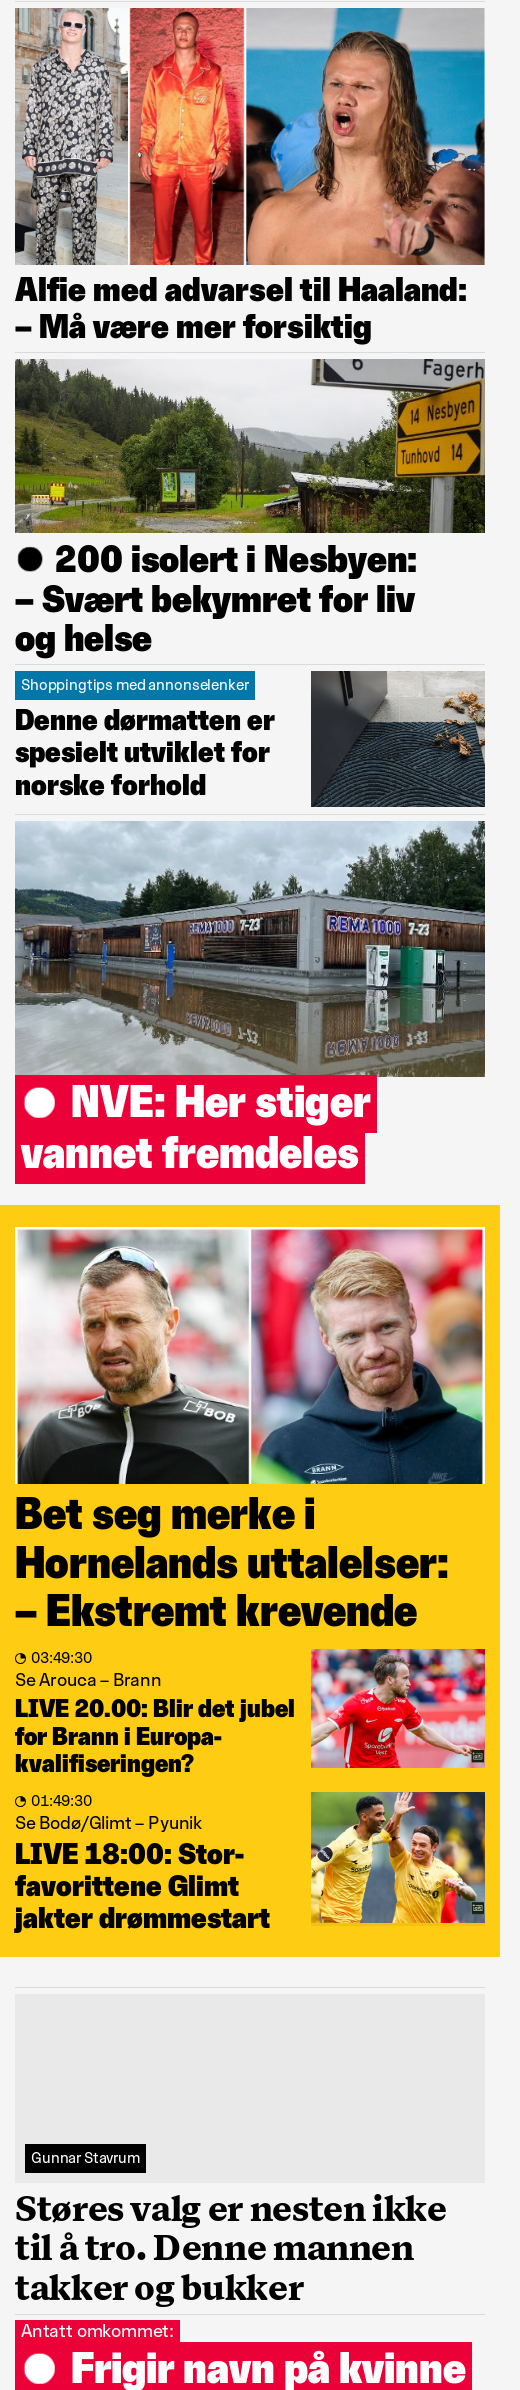 Alfie med advarsel til Haaland:
– Må være mer forsiktig
6 Fagerh
14 Nesbyen
Tunhovd 14
200 isolert i Nesbyen:
– Svært bekymret for liv
og helse
Shoppingtips med annonselenker
Denne dørmatten er
spesielt utviklet for
norske forhold
REMA 1000 7-23
REMA 1000 7-23
NVE: Her stiger
vannet fremdeles
BOB
BOB
BRANN
Bet seg merke i
Hornelands uttalelser:
– Ekstremt krevende
03:49:30
Se Arouca – Brann
LIVE 20.00: Blir det jubel
for Brann i Europa-
kvalifiseringen?
Sparebanken
Vest
01:49:30
Se Bodø/Glimt – Pyunik
LIVE 18:00: Stor-
favorittene Glimt
jakter drømmestart
Gunnar Stavrum
Støres valg er nesten ikke
til å tro. Denne mannen
takker og bukker
Antatt omkommet:
Frigir navn på kvinne